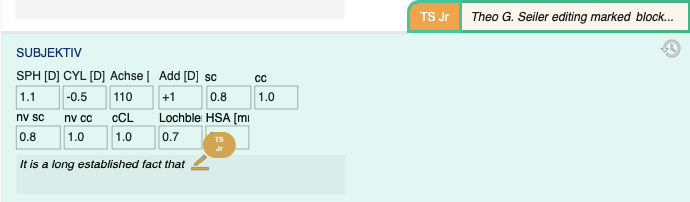 TS Jr Theo G. Seiler editing marked block...
SUBJEKTIV
SPH [D] CYL [D] Achse [ Add [D] sc cc
1.1 -0.5 110 +1 0.8 1.0
nv sc nv cc cCL Lochble HSA [m
0.8 1.0 1.0 0.7
TS
Jr
It is a long established fact that